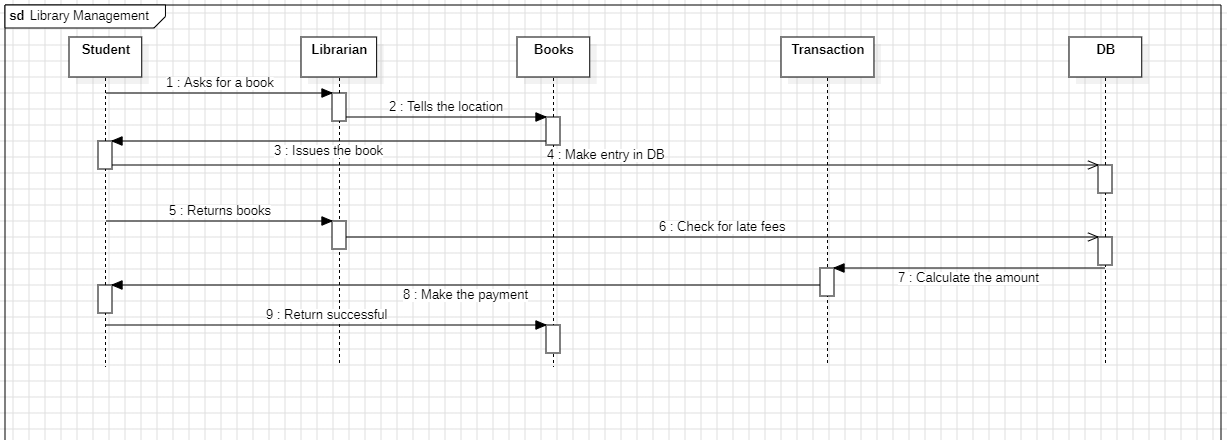 sd Library Management
Student Librarian Books Transaction DB
1 : Asks for a book
2 : Tells the location
3 : Issues the book
4 : Make entry in DB
5 : Returns books
6 : Check for late fees
7 : Calculate the amount
8 : Make the payment
9 : Return successful